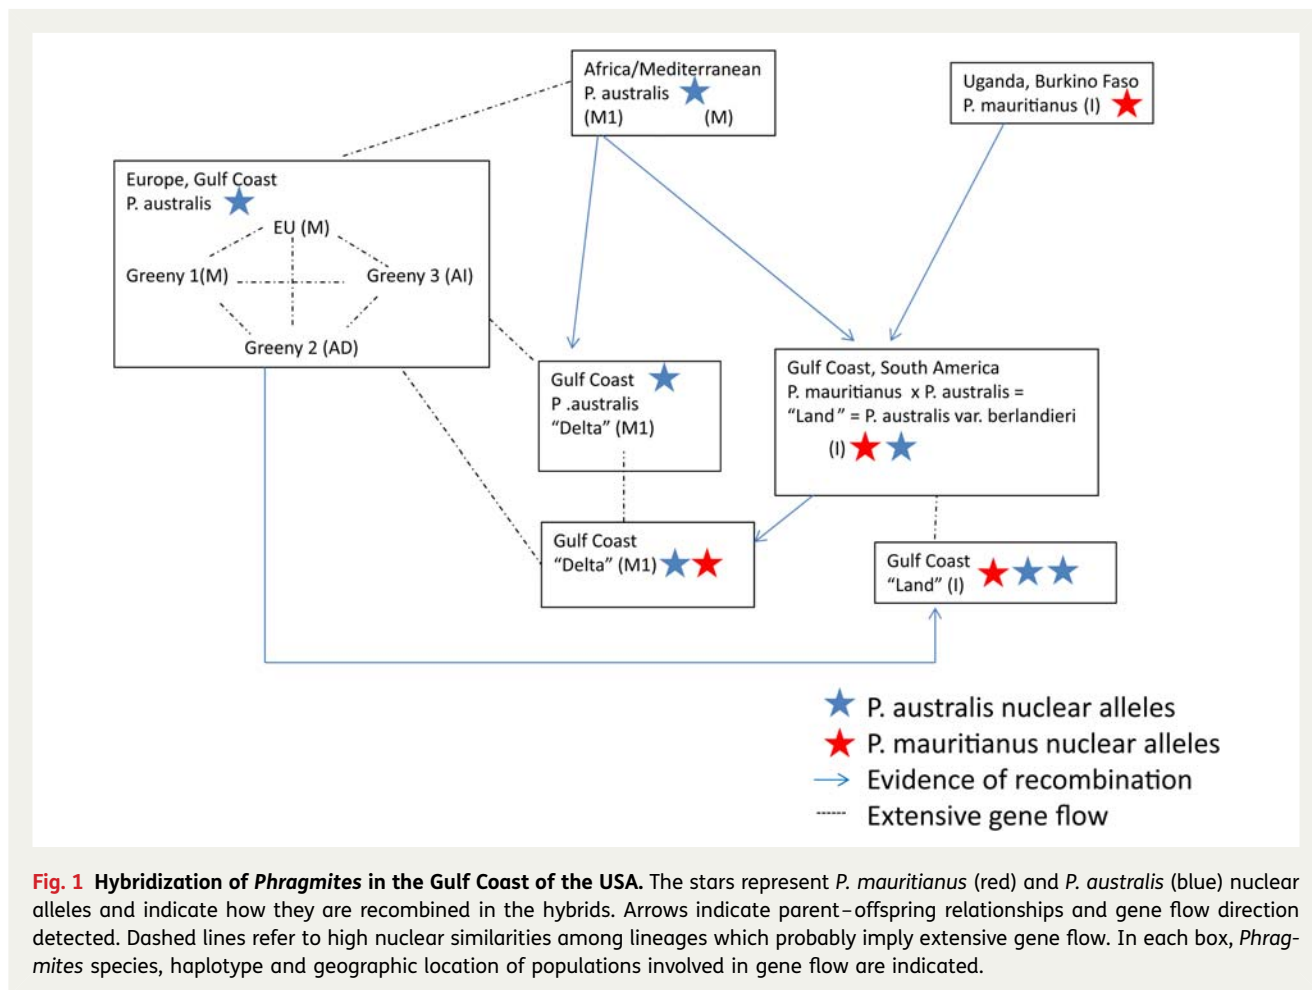 Africa/Mediterranean
P. australis
(M1) (M)
Uganda, Burkino Faso
P. mauritianus (I)
Europe, Gulf Coast
P. australis
EU (M)
Greeny 1(M)
Greeny 3 (AI)
Greeny 2 (AD)
Gulf Coast
P .australis
“Delta” (M1)
Gulf Coast, South America
P. mauritianus x P. australis =
“Land” = P. australis var. berlandieri
(I)
Gulf Coast
“Delta” (M1)
Gulf Coast
“Land” (I)
P. australis nuclear alleles
P. mauritianus nuclear alleles
Evidence of recombination
Extensive gene flow
Fig. 1 Hybridization of Phragmites in the Gulf Coast of the USA. The stars represent P. mauritianus (red) and P. australis (blue) nuclear
alleles and indicate how they are recombined in the hybrids. Arrows indicate parent–offspring relationships and gene flow direction
detected. Dashed lines refer to high nuclear similarities among lineages which probably imply extensive gene flow. In each box, Phrag-
mites species, haplotype and geographic location of populations involved in gene flow are indicated.